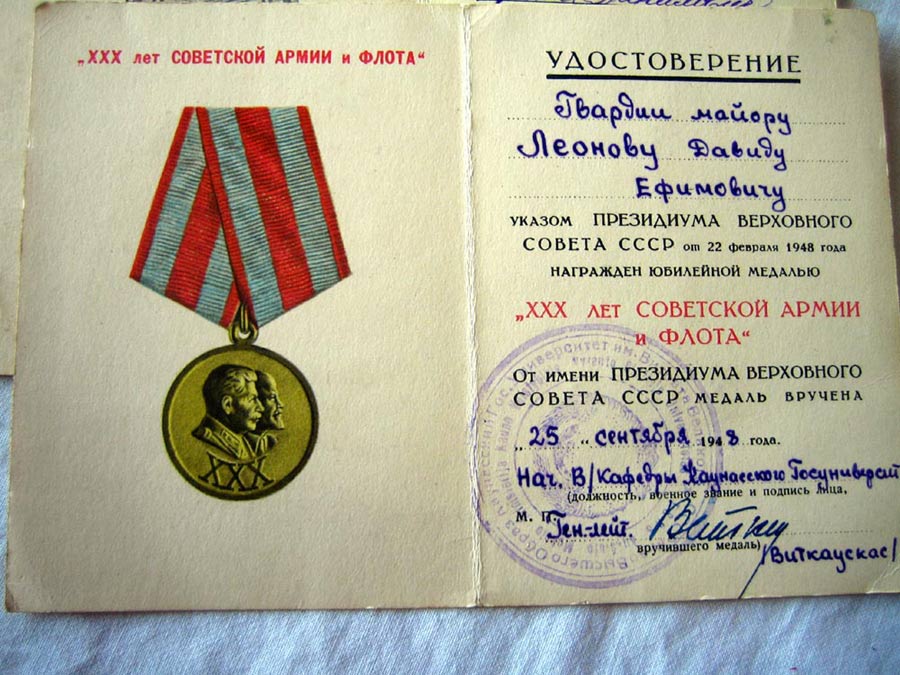 „XXX лет СОВЕТСКОЙ АРМИИ и ФЛОТА“
XXX
УДОСТОВЕРЕНИЕ
Гвардии майору
Леонову Давиду
Ефимовичу
указом ПРЕЗИДИУМА ВЕРХОВНОГО
СОВЕТА СССР от 22 февраля 1948 года
НАГРАЖДЕН ЮБИЛЕЙНОЙ МЕДАЛЬЮ
„XXX лет СОВЕТСКОЙ АРМИИ
и ФЛОТА“
От имени ПРЕЗИДИУМА ВЕРХОВНОГО
СОВЕТА СССР МЕДАЛЬ ВРУЧЕНА
„25 “ сентября 1948 года.
Нач. В/Кафедры Каунасского Госуниверсит
(должность, военное звание и подпись лица,
М. П. Ген-лейт.
вручившего медаль)
/Виткаускас/